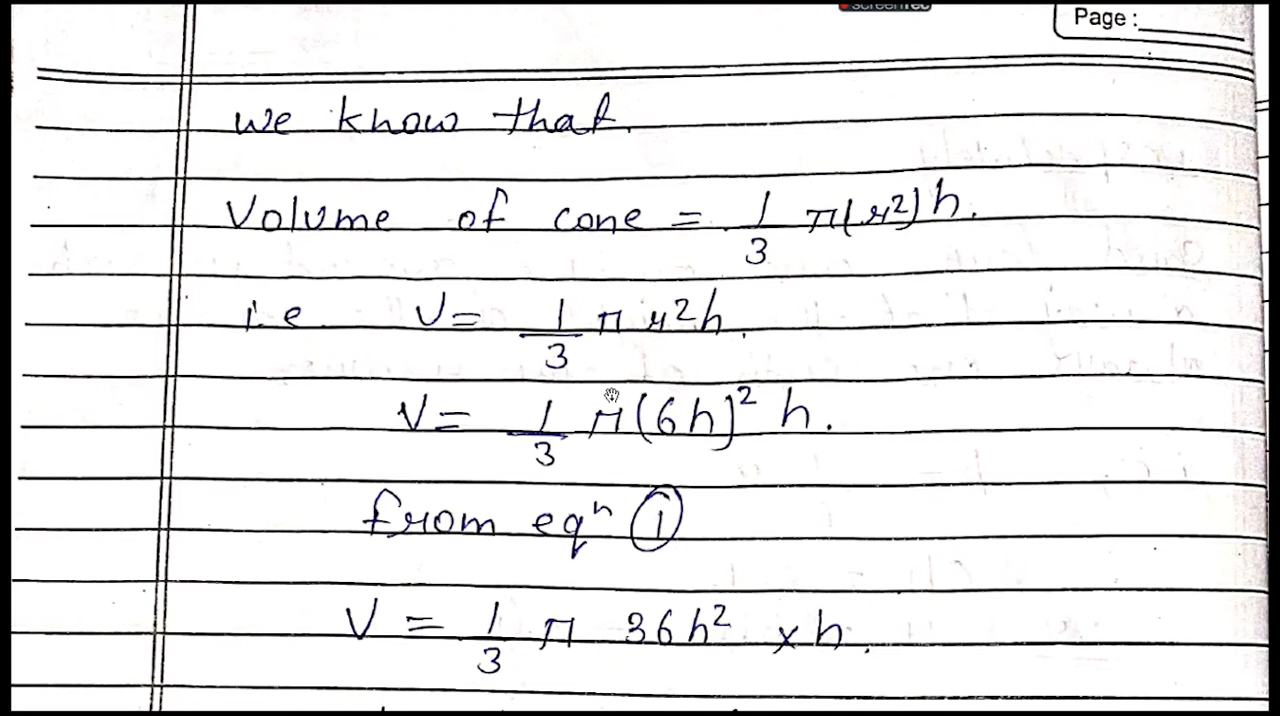 screenrec
Page :
we know that.
Volume of cone = 1/3 π(r²)h.
i.e V = 1/3 π r²h.
V = 1/3 π(6h)² h.
from eqⁿ ①
V = 1/3 π 36h² × h.